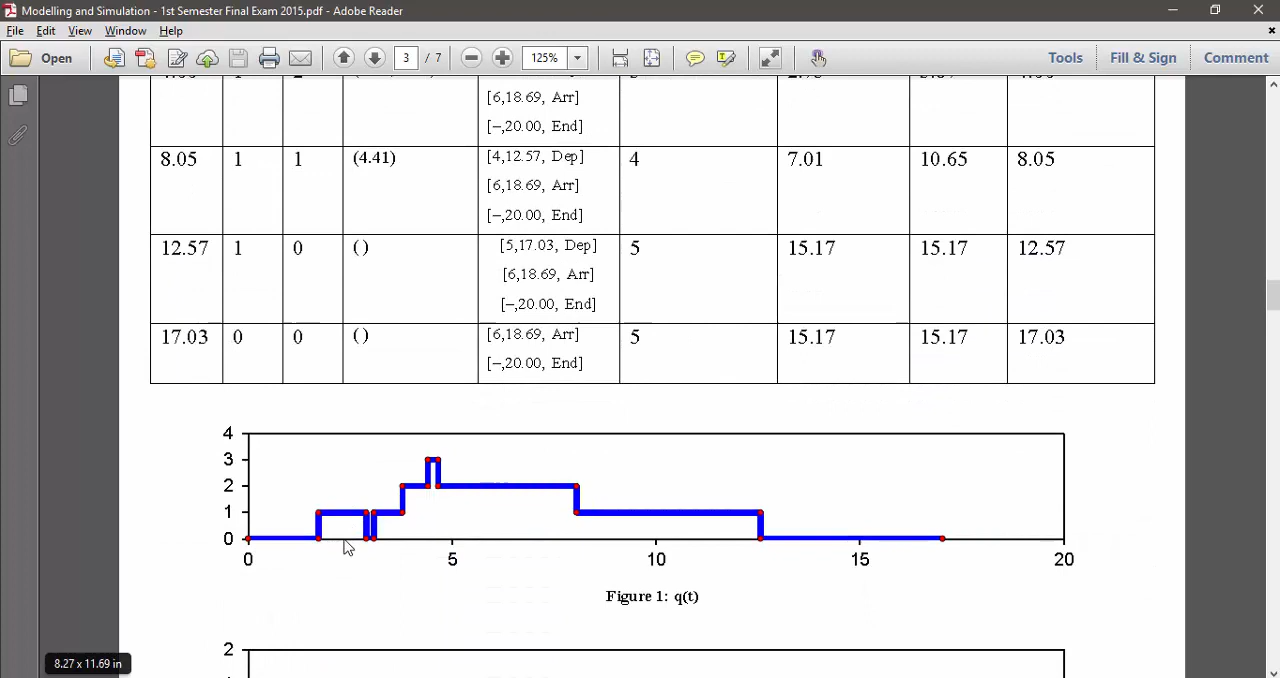 Modelling and Simulation - 1st Semester Final Exam 2015.pdf - Adobe Reader
File Edit View Window Help
Open 3 / 7 125% Tools Fill & Sign Comment
[6,18.69, Arr]
[–,20.00, End]
8.05 1 1 (4.41) [4,12.57, Dep] 4 7.01 10.65 8.05
[6,18.69, Arr]
[–,20.00, End]
12.57 1 0 ( ) [5,17.03, Dep] 5 15.17 15.17 12.57
[6,18.69, Arr]
[–,20.00, End]
17.03 0 0 ( ) [6,18.69, Arr] 5 15.17 15.17 17.03
[–,20.00, End]
4
3
2
1
0
0 5 10 15 20
Figure 1: q(t)
2
8.27 x 11.69 in